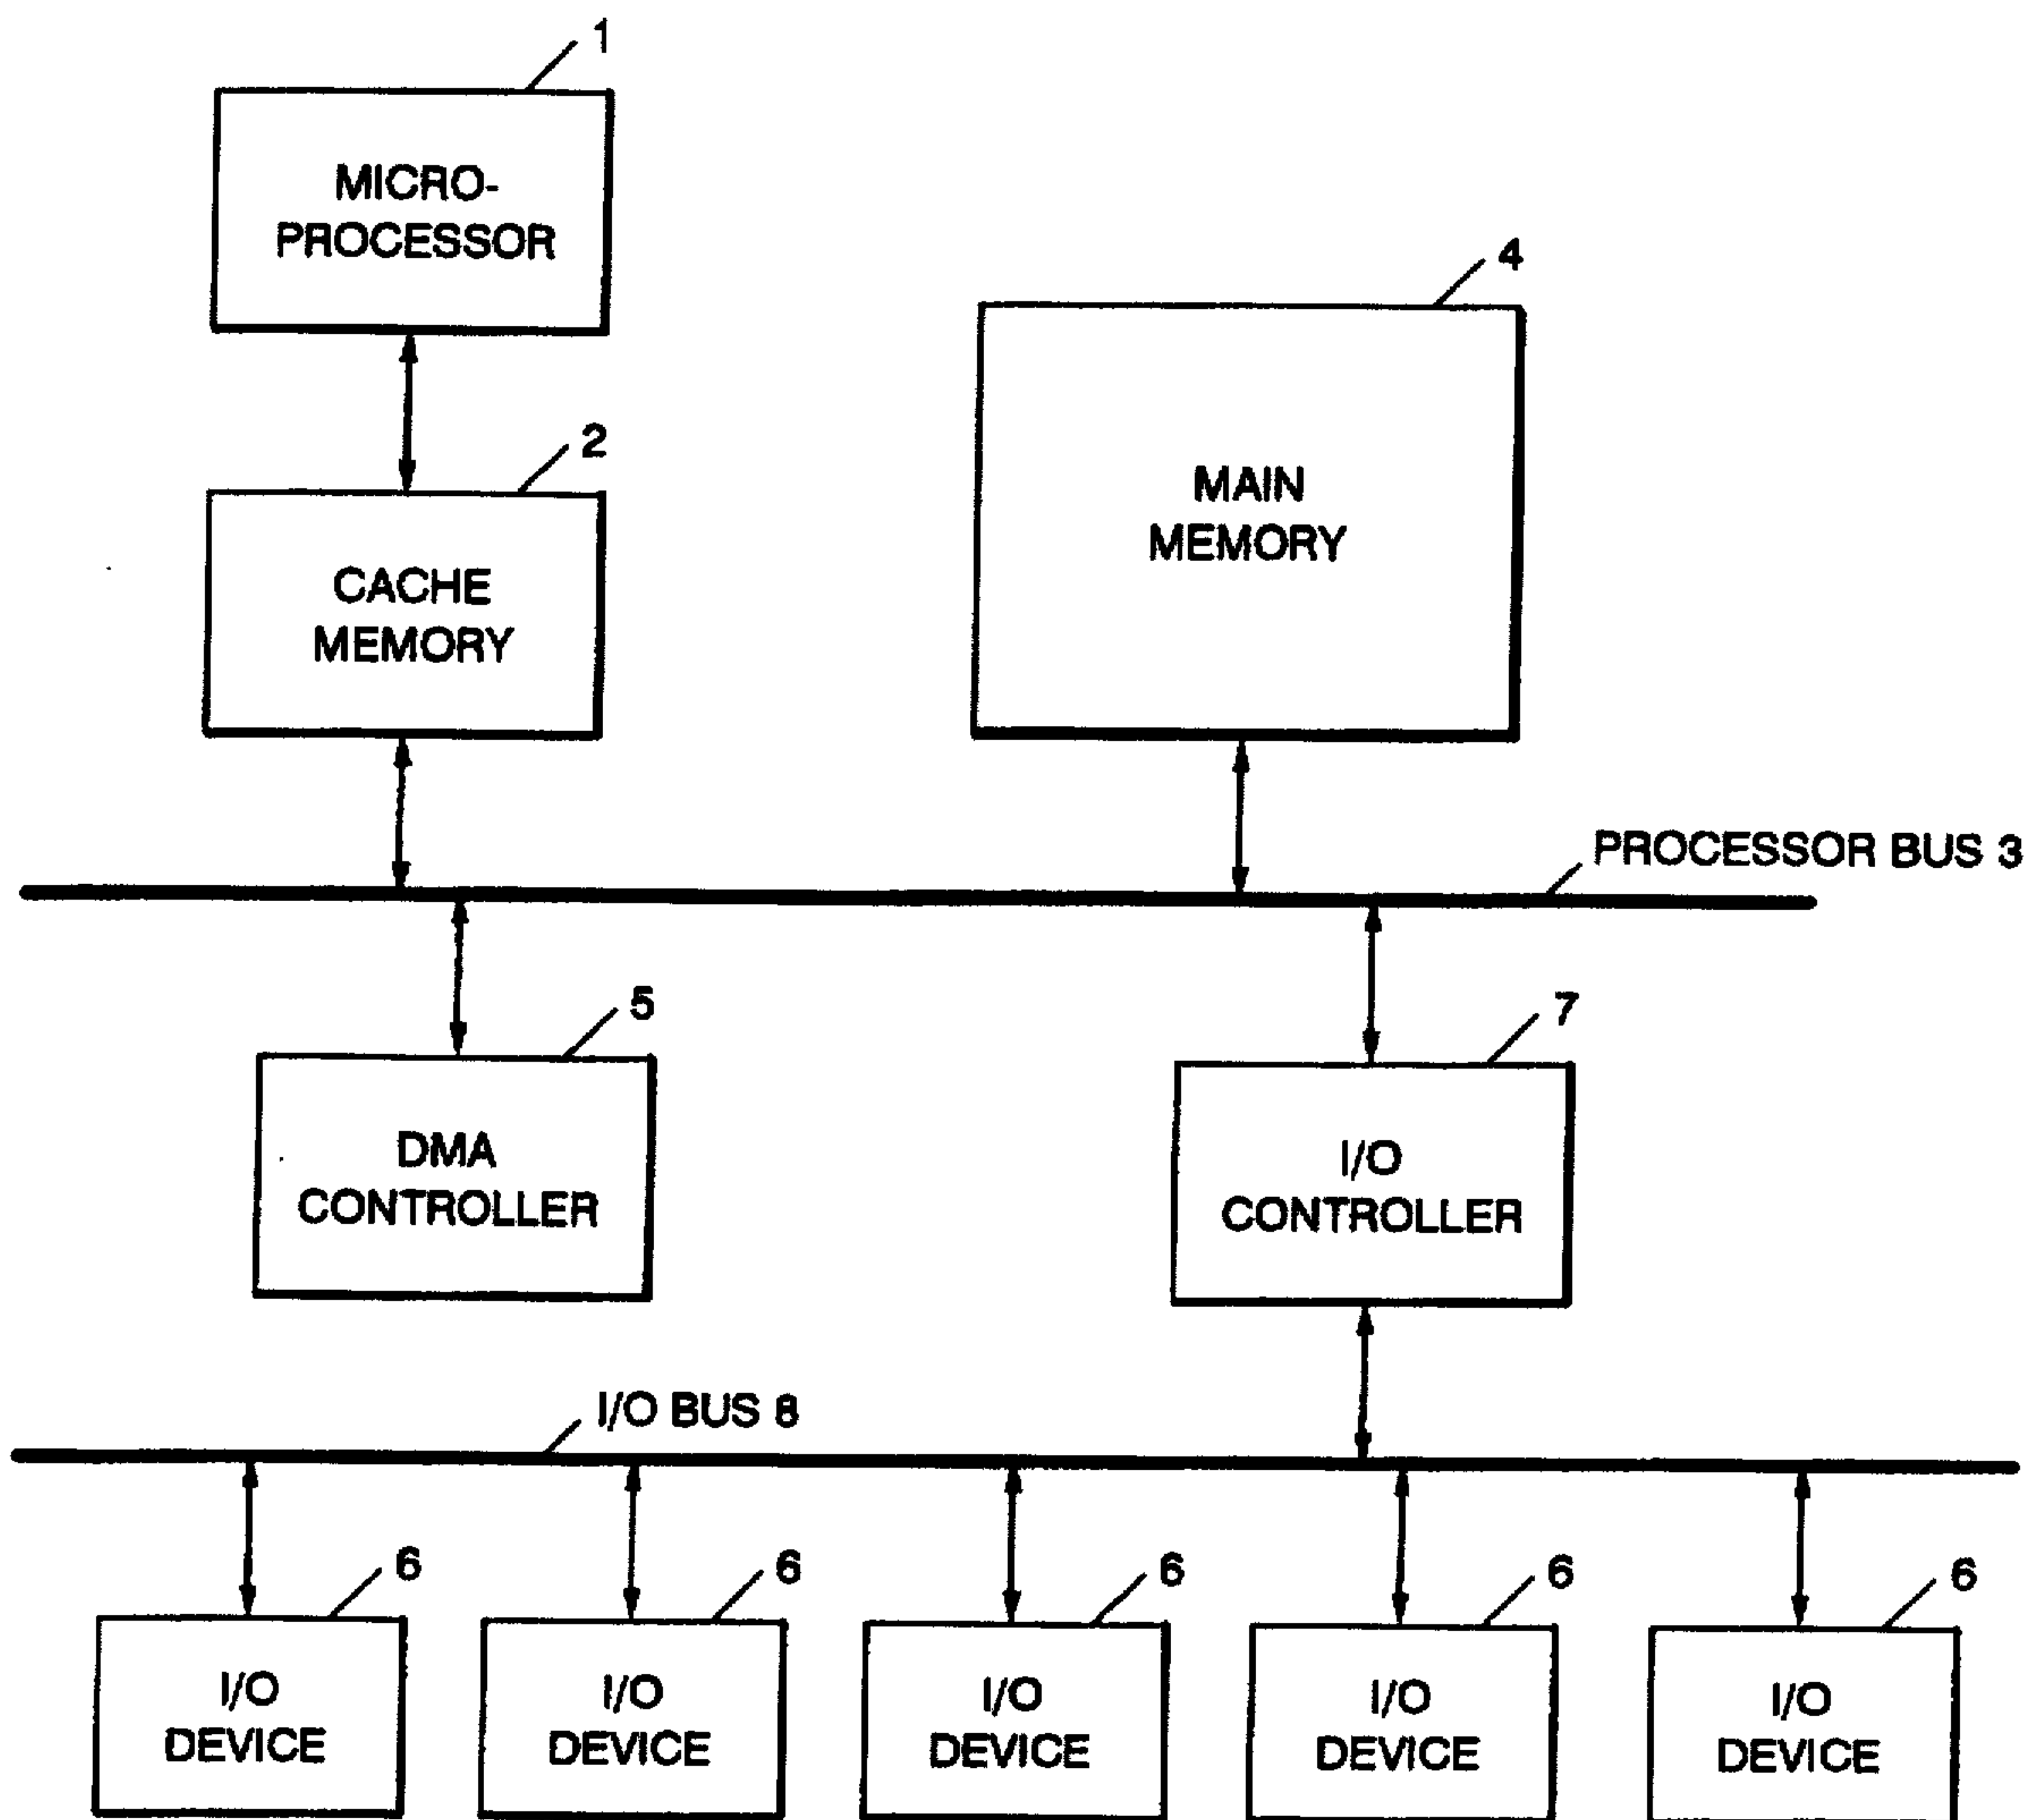 1
MICRO-
PROCESSOR
4
2
MAIN
MEMORY
CACHE
MEMORY
PROCESSOR BUS 3
5
7
DMA
CONTROLLER
I/O
CONTROLLER
I/O BUS 8
6
6
6
6
6
I/O
DEVICE
I/O
DEVICE
I/O
DEVICE
I/O
DEVICE
I/O
DEVICE